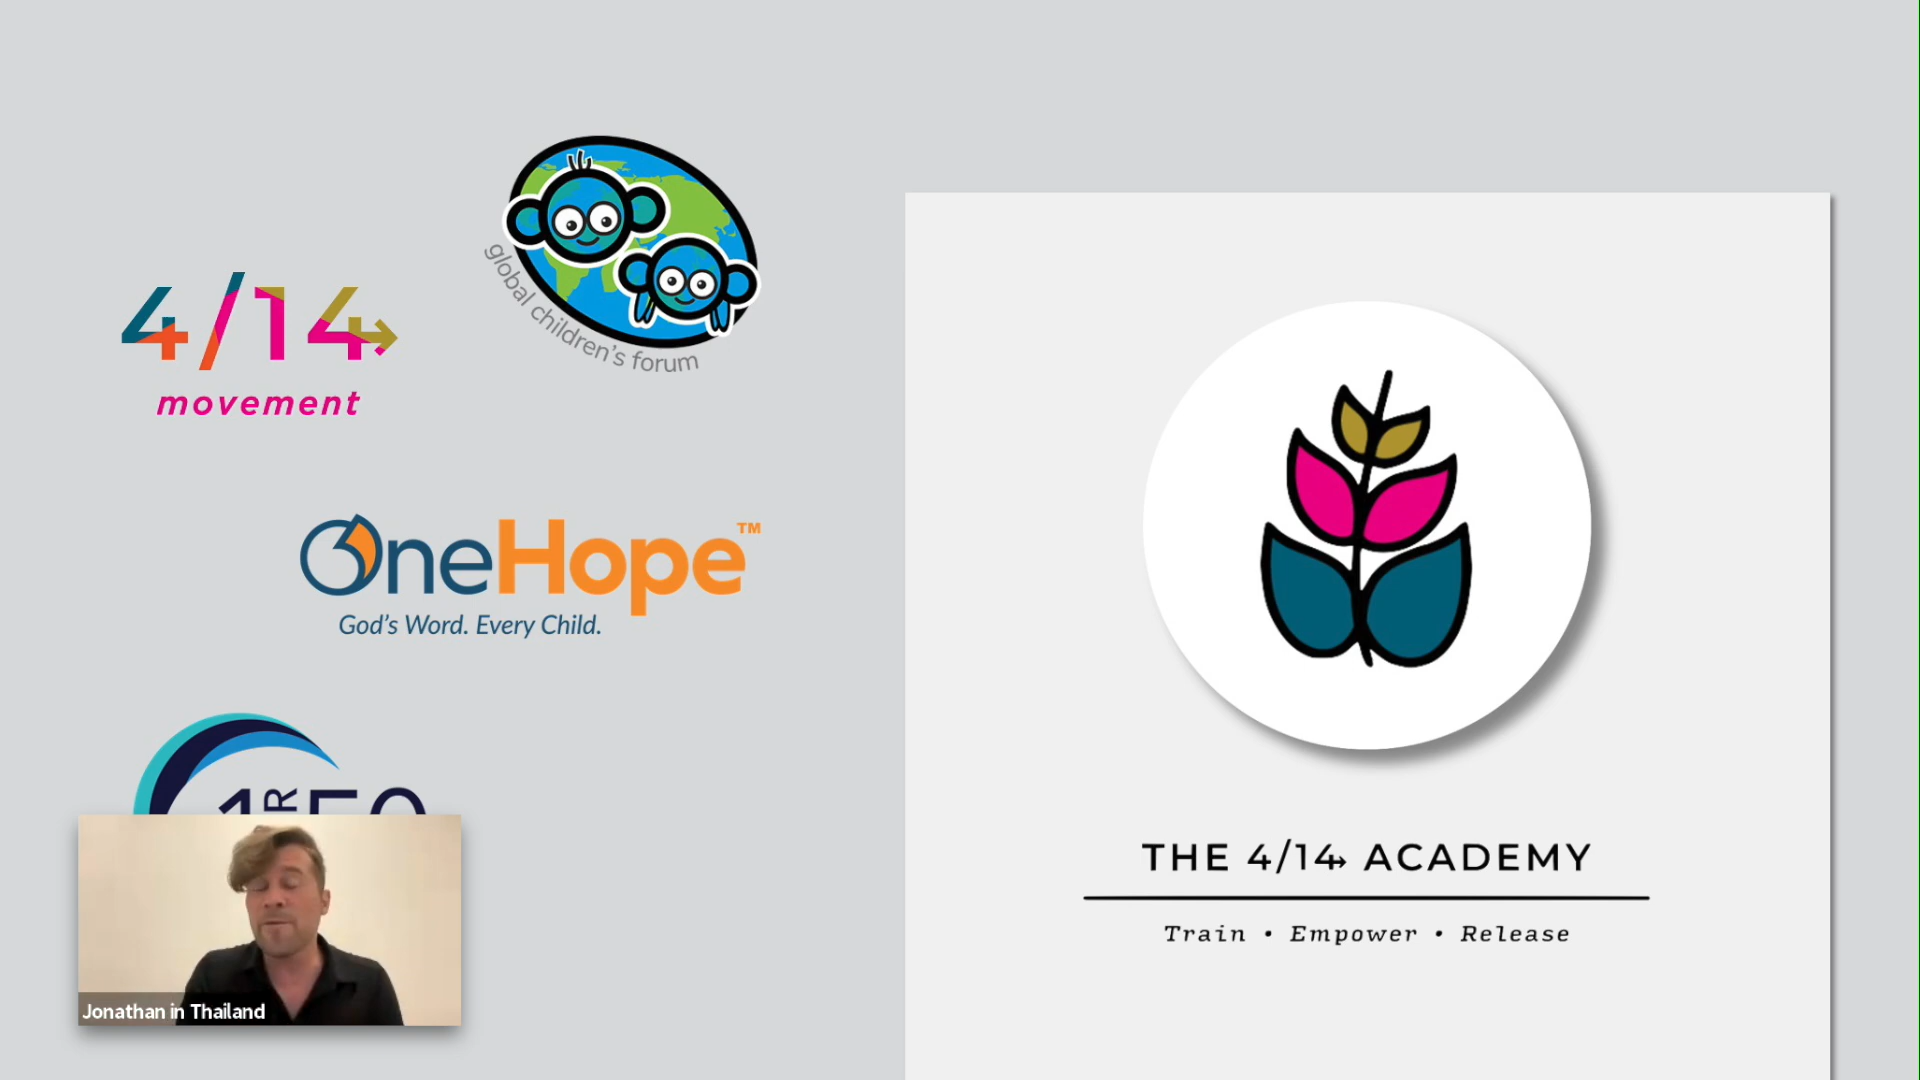 global children's forum
4/14
movement
OneHope™
God's Word. Every Child.
THE 4/14 ACADEMY
Train • Empower • Release
Jonathan in Thailand